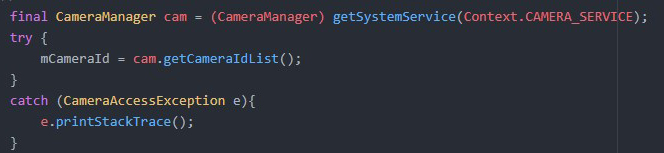 final CameraManager cam = (CameraManager) getSystemService(Context.CAMERA_SERVICE);
try {
    mCameraId = cam.getCameraIdList();
}
catch (CameraAccessException e){
    e.printStackTrace();
}